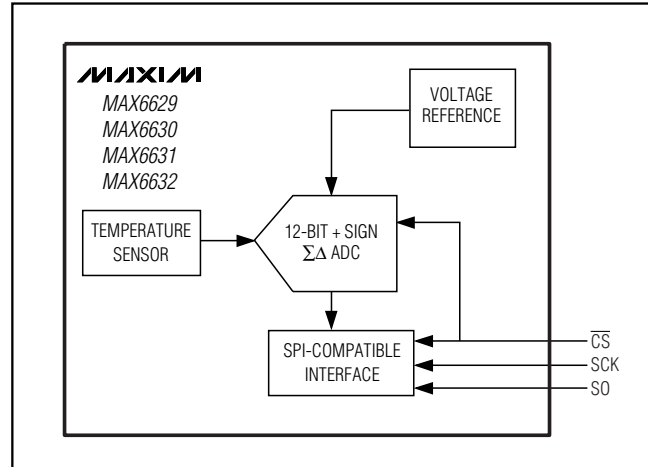 MAXIM
MAX6629
MAX6630
MAX6631
MAX6632
VOLTAGE
REFERENCE
TEMPERATURE
SENSOR
12-BIT + SIGN
ΣΔ ADC
SPI-COMPATIBLE
INTERFACE
C̅S̅
SCK
SO